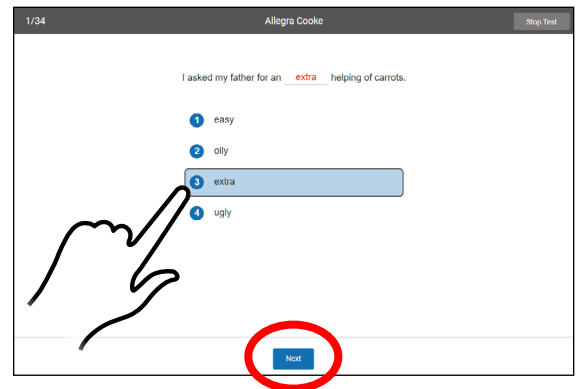 1/34 Allegra Cooke Stop Test
I asked my father for an extra helping of carrots.
1 easy
2 olly
3 extra
4 ugly
Next